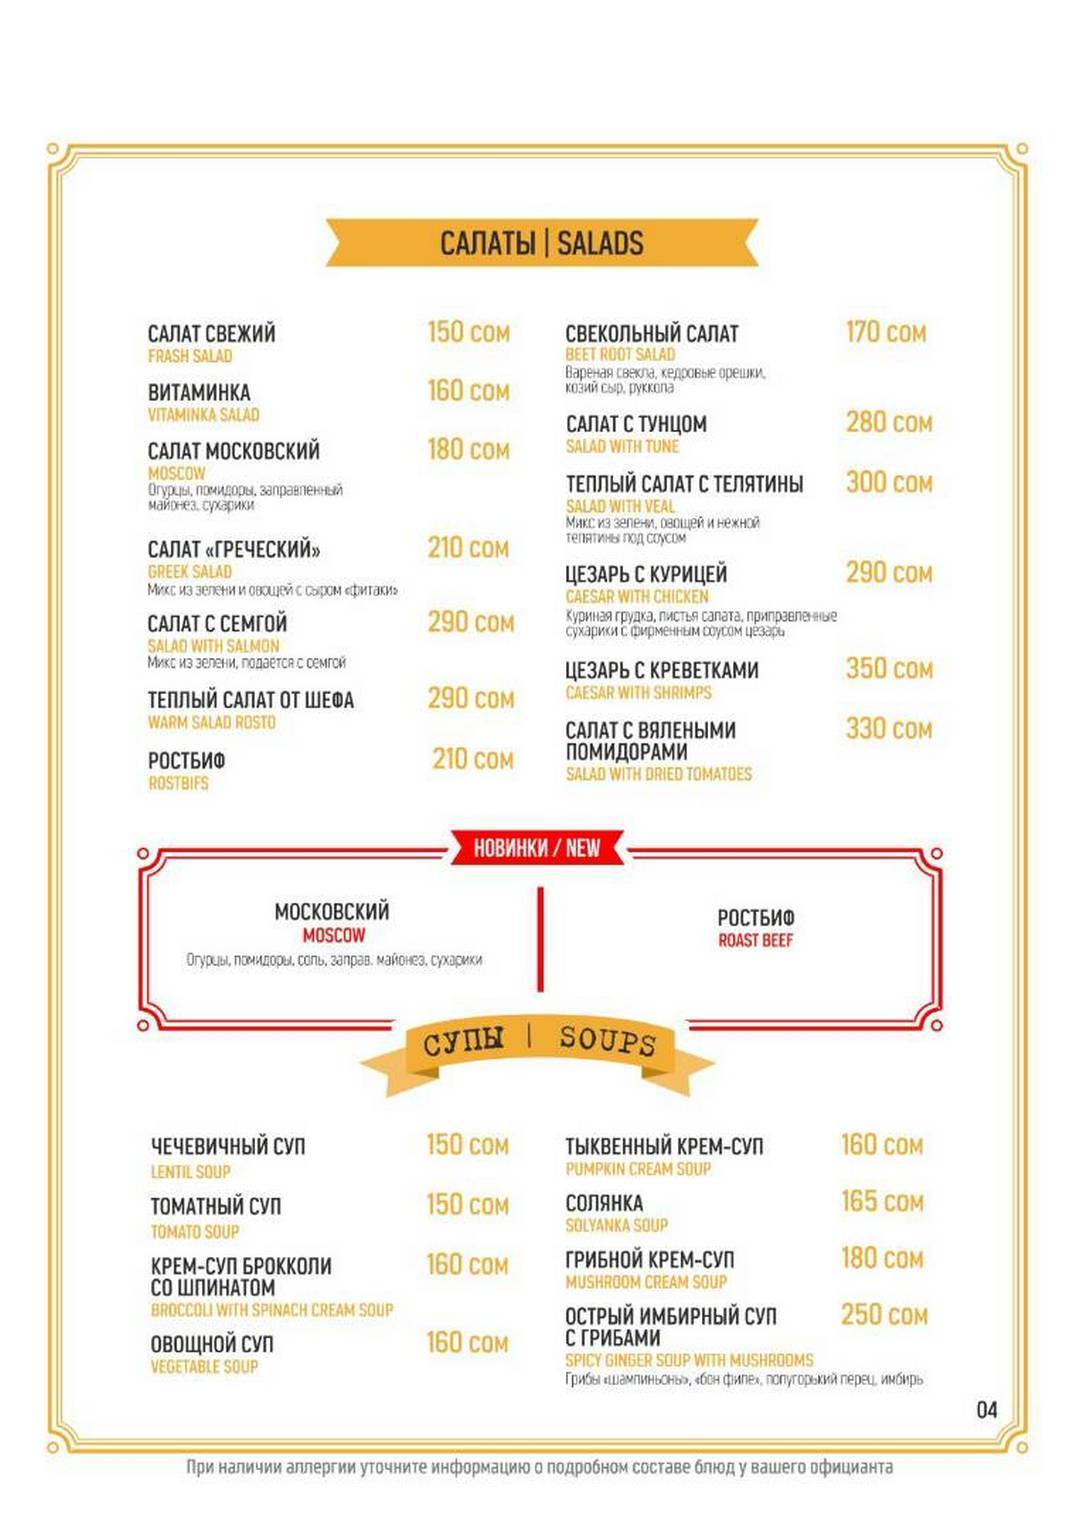 САЛАТЫ | SALADS
САЛАТ СВЕЖИЙ 150 СОМ
FRASH SALAD
ВИТАМИНКА 160 СОМ
VITAMINKA SALAD
САЛАТ МОСКОВСКИЙ 180 СОМ
MOSCOW
Огурцы, помидоры, заправленный
майонез, сухарики
САЛАТ «ГРЕЧЕСКИЙ» 210 СОМ
GREEK SALAD
Микс из зелени и овощей с сыром «фитаки»
САЛАТ С СЕМГОЙ 290 СОМ
SALAD WITH SALMON
Микс из зелени, подаётся с семгой
ТЕПЛЫЙ САЛАТ ОТ ШЕФА 290 СОМ
WARM SALAD ROSTO
РОСТБИФ 210 СОМ
ROSTBIFS
СВЕКОЛЬНЫЙ САЛАТ 170 СОМ
BEET ROOT SALAD
Вареная свекла, кедровые орешки,
козий сыр, руккола
САЛАТ С ТУНЦОМ 280 СОМ
SALAD WITH TUNE
ТЕПЛЫЙ САЛАТ С ТЕЛЯТИНЫ 300 СОМ
SALAD WITH VEAL
Микс из зелени, овощей и нежной
телятины под соусом
ЦЕЗАРЬ С КУРИЦЕЙ 290 СОМ
CAESAR WITH CHICKEN
Куриная грудка, листья салата, приправленные
сухарики с фирменным соусом цезарь
ЦЕЗАРЬ С КРЕВЕТКАМИ 350 СОМ
CAESAR WITH SHRIMPS
САЛАТ С ВЯЛЕНЫМИ 330 СОМ
ПОМИДОРАМИ
SALAD WITH DRIED TOMATOES
НОВИНКИ / NEW
МОСКОВСКИЙ
MOSCOW
Огурцы, помидоры, соль, заправ. майонез, сухарики
РОСТБИФ
ROAST BEEF
СУПЫ | SOUPS
ЧЕЧЕВИЧНЫЙ СУП 150 СОМ
LENTIL SOUP
ТОМАТНЫЙ СУП 150 СОМ
TOMATO SOUP
КРЕМ-СУП БРОККОЛИ 160 СОМ
СО ШПИНАТОМ
BROCCOLI WITH SPINACH CREAM SOUP
ОВОЩНОЙ СУП 160 СОМ
VEGETABLE SOUP
ТЫКВЕННЫЙ КРЕМ-СУП 160 СОМ
PUMPKIN CREAM SOUP
СОЛЯНКА 165 СОМ
SOLYANKA SOUP
ГРИБНОЙ КРЕМ-СУП 180 СОМ
MUSHROOM CREAM SOUP
ОСТРЫЙ ИМБИРНЫЙ СУП 250 СОМ
С ГРИБАМИ
SPICY GINGER SOUP WITH MUSHROOMS
Грибы «шампиньоны», «бон филе», полугорький перец, имбирь
04
При наличии аллергии уточните информацию о подробном составе блюд у вашего официанта